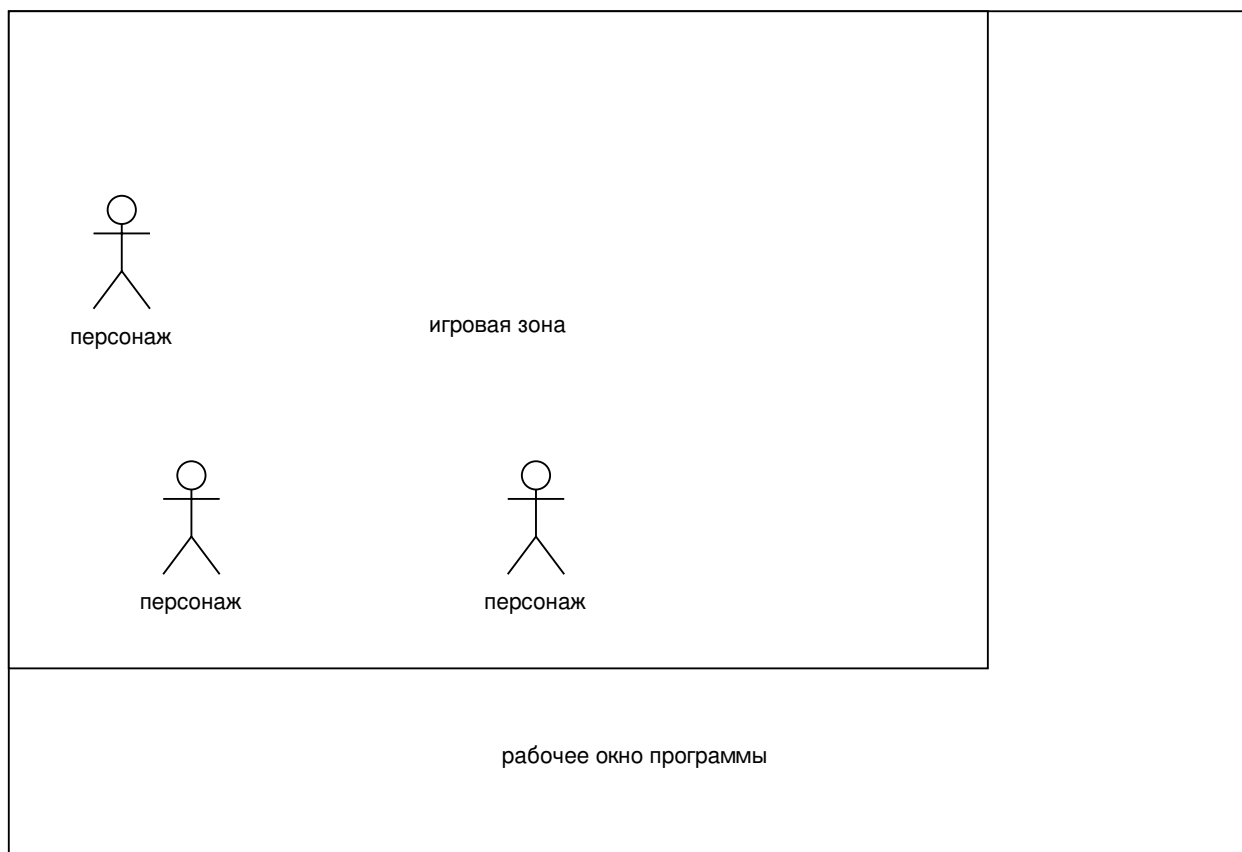 игровая зона
персонаж
персонаж
персонаж
рабочее окно программы